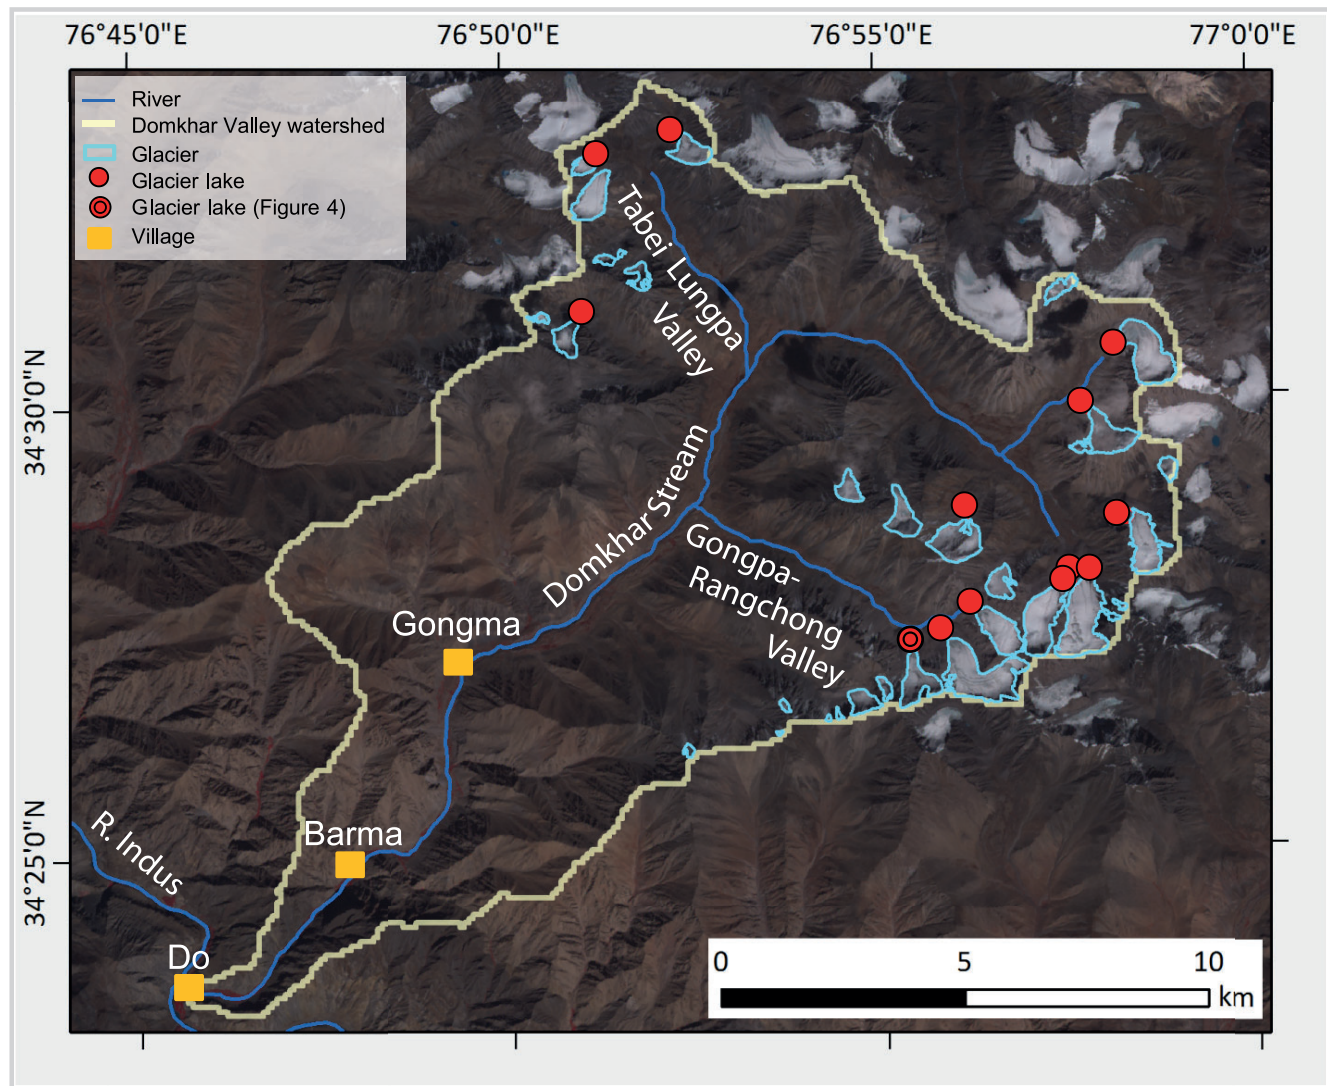 76°45'0"E
76°50'0"E
76°55'0"E
77°0'0"E
River
Domkhar Valley watershed
Glacier
Glacier lake
Glacier lake (Figure 4)
Village
Tabei Lungpa
Valley
34°30'0"N
Domkhar Stream
Gongpa-
Rangchong
Valley
Gongma
Barma
34°25'0"N
R. Indus
Do
0
5
10
km